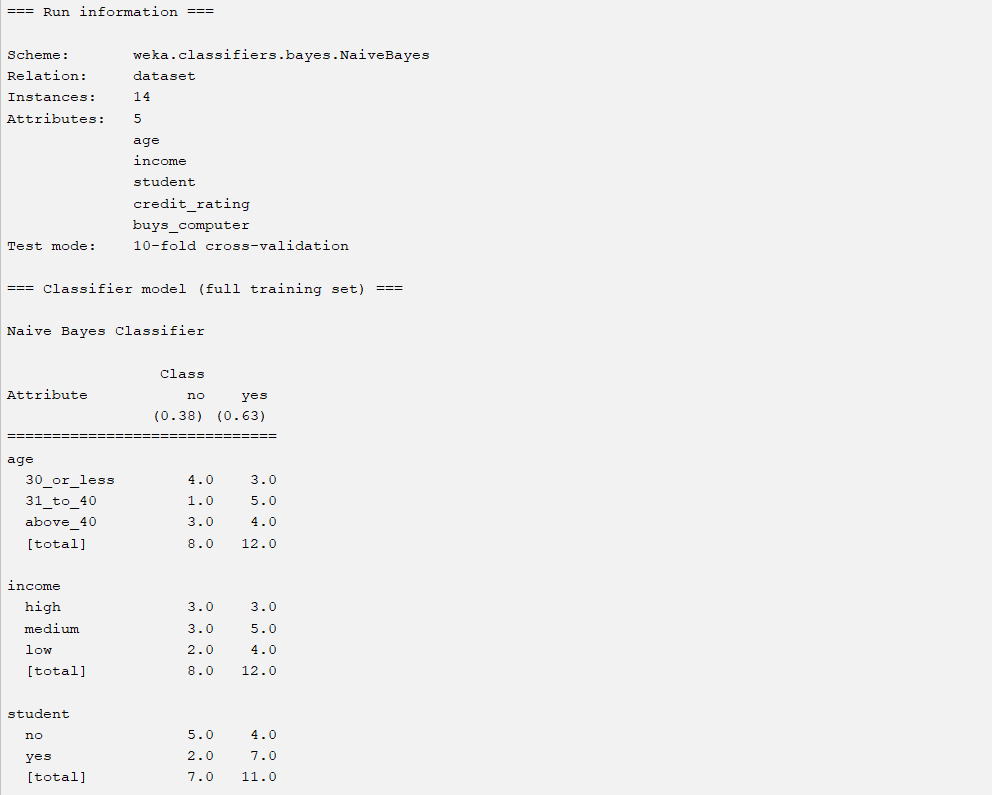 === Run information ===
Scheme: weka.classifiers.bayes.NaiveBayes
Relation: dataset
Instances: 14
Attributes: 5
age
income
student
credit_rating
buys_computer
Test mode: 10-fold cross-validation
=== Classifier model (full training set) ===
Naive Bayes Classifier
Class
Attribute no yes
(0.38) (0.63)
==============================
age
30_or_less 4.0 3.0
31_to_40 1.0 5.0
above_40 3.0 4.0
[total] 8.0 12.0
income
high 3.0 3.0
medium 3.0 5.0
low 2.0 4.0
[total] 8.0 12.0
student
no 5.0 4.0
yes 2.0 7.0
[total] 7.0 11.0